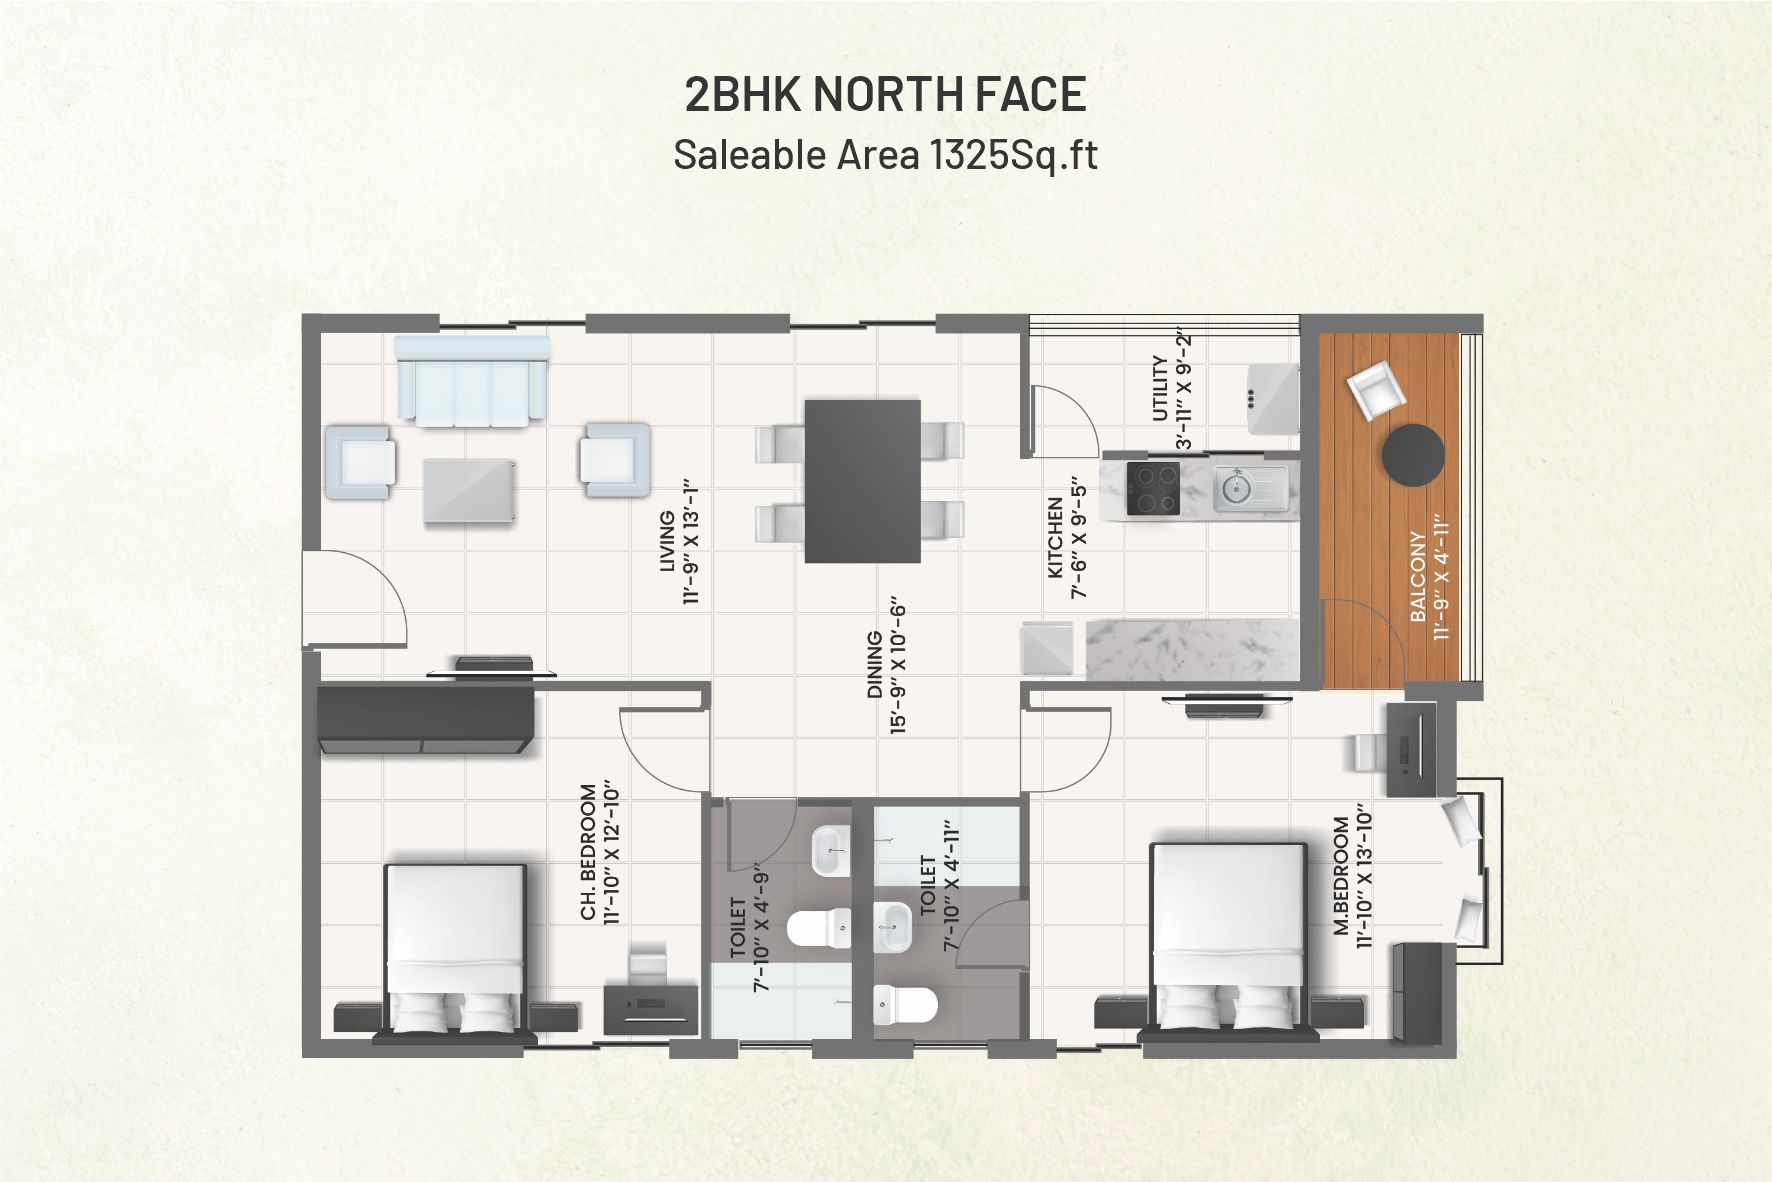 2BHK NORTH FACE
Saleable Area 1325Sq.ft
LIVING
11'-9" X 13'-1"
DINING
15'-9" X 10'-6"
KITCHEN
7'-6" X 9'-5"
UTILITY
3'-11" X 9'-2"
BALCONY
11'-9" X 4'-11"
CH. BEDROOM
11'-10" X 12'-10"
TOILET
7'-10" X 4'-9"
TOILET
7'-10" X 4'-11"
M.BEDROOM
11'-10" X 13'-10"